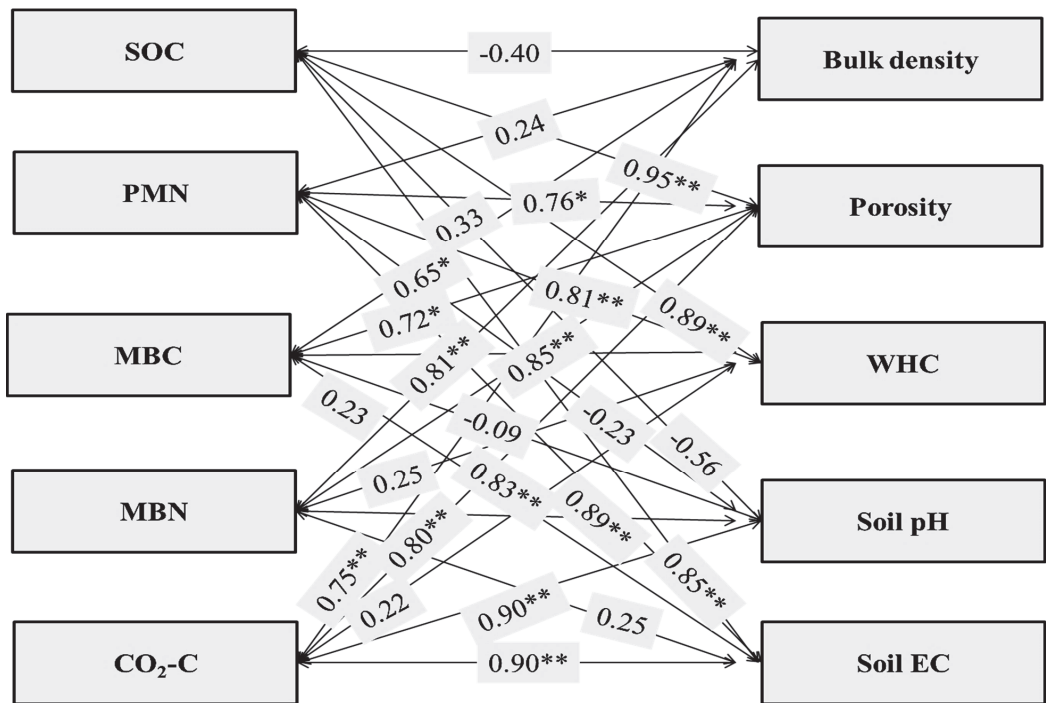 SOC
-0.40
Bulk density
0.24
PMN
0.95**
0.76*
Porosity
0.33
0.65*
0.81**
0.89**
0.72*
MBC
WHC
0.81**
0.85**
0.23
-0.09
-0.23
-0.56
0.25
0.83**
MBN
0.89**
Soil pH
0.80**
0.75**
0.85**
0.22
0.90**
0.25
CO₂-C
0.90**
Soil EC